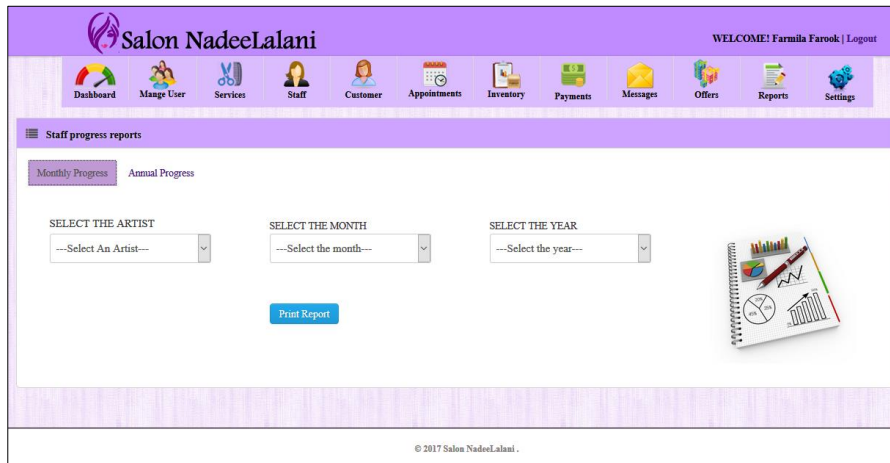 Salon NadeeLalani
WELCOME! Farmila Farook | Logout
Dashboard Mange User Services Staff Customer Appointments Inventory Payments Messages Offers Reports Settings
Staff progress reports
Monthly Progress Annual Progress
SELECT THE ARTIST SELECT THE MONTH SELECT THE YEAR
---Select An Artist--- ---Select the month--- ---Select the year---
Print Report
© 2017 Salon NadeeLalani .